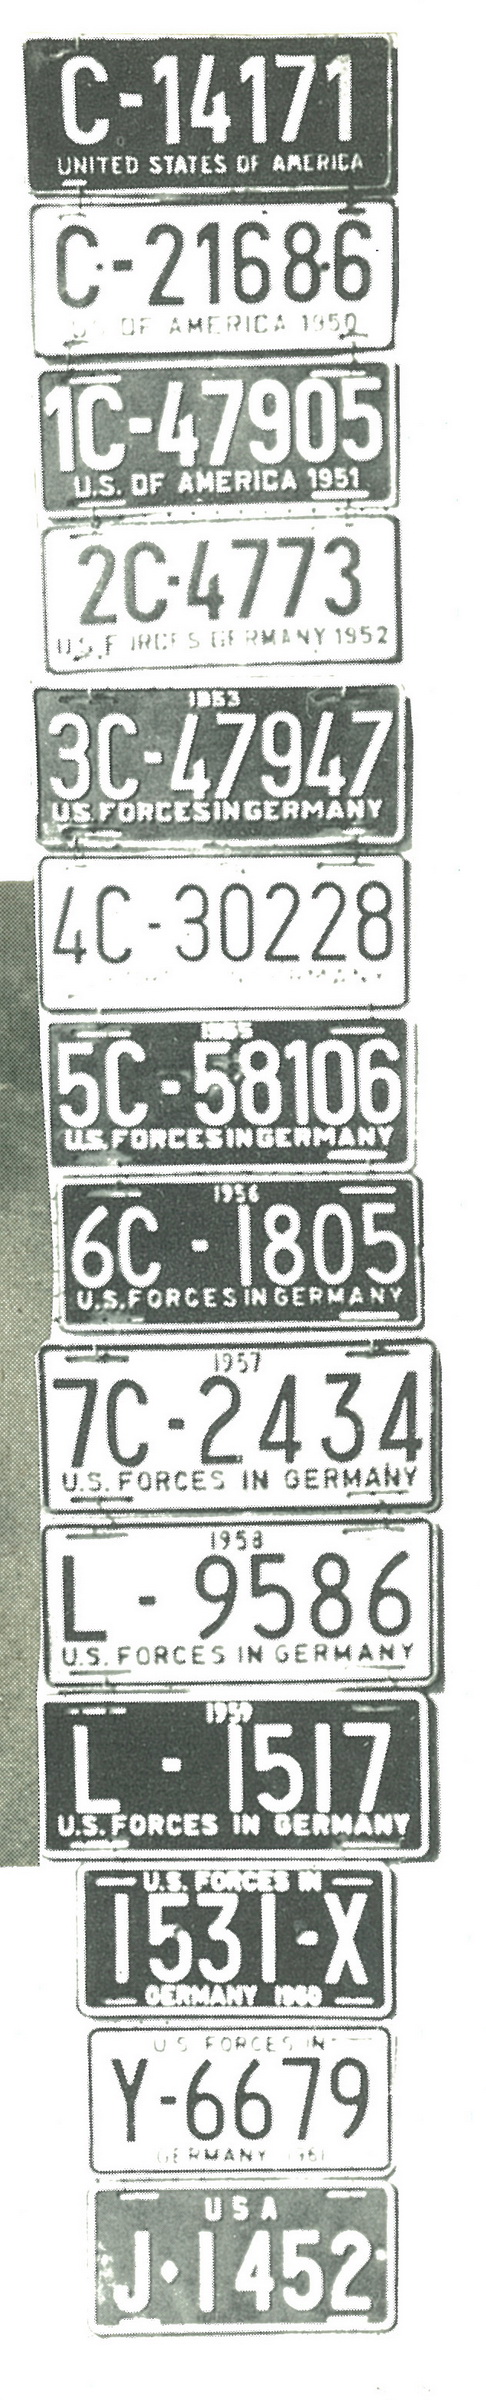 C-14171
UNITED STATES OF AMERICA
C-21686
U.S. OF AMERICA 1950
1C-47905
U.S. OF AMERICA 1951
2C-4773
U.S.FORCES GERMANY 1952
1953
3C-47947
U.S.FORCES IN GERMANY
4C-30228
GERMANY
1955
5C-58106
U.S.FORCES IN GERMANY
1956
6C-1805
U.S.FORCES IN GERMANY
1957
7C-2434
U.S. FORCES IN GERMANY
1958
L-9586
U.S. FORCES IN GERMANY
1959
L-1517
U.S. FORCES IN GERMANY
U.S. FORCES IN
1531-X
GERMANY 1960
U S FORCES IN
Y-6679
GERMANY 1961
USA
J·1452